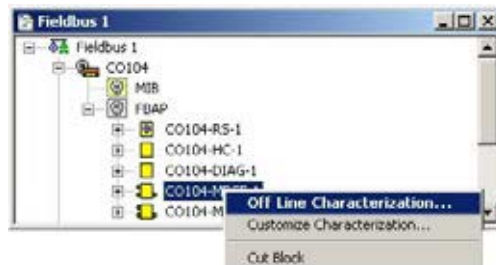 Fieldbus 1
Fieldbus 1
CO104
MIB
FBAP
CO104-RS-1
CO104-HC-1
CO104-DIAG-1
Off Line Characterization...
Customize Characterization...
Cut Block